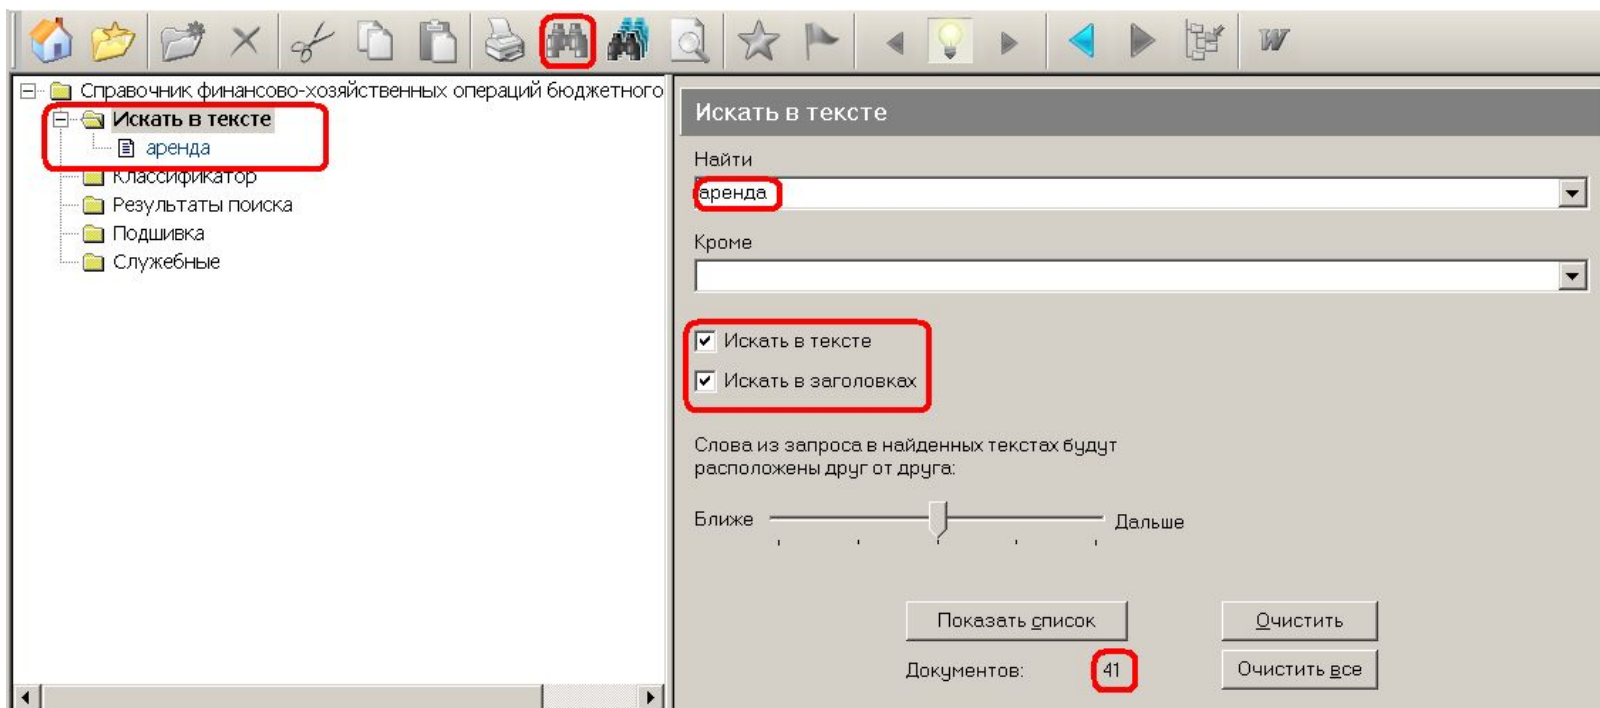 W
Справочник финансово-хозяйственных операций бюджетного
Искать в тексте
аренда
Классификатор
Результаты поиска
Подшивка
Служебные
Искать в тексте
Найти
аренда
Кроме
Искать в тексте
Искать в заголовках
Слова из запроса в найденных текстах будут
расположены друг от друга:
Ближе Дальше
Показать список Очистить
Документов: 41 Очистить все